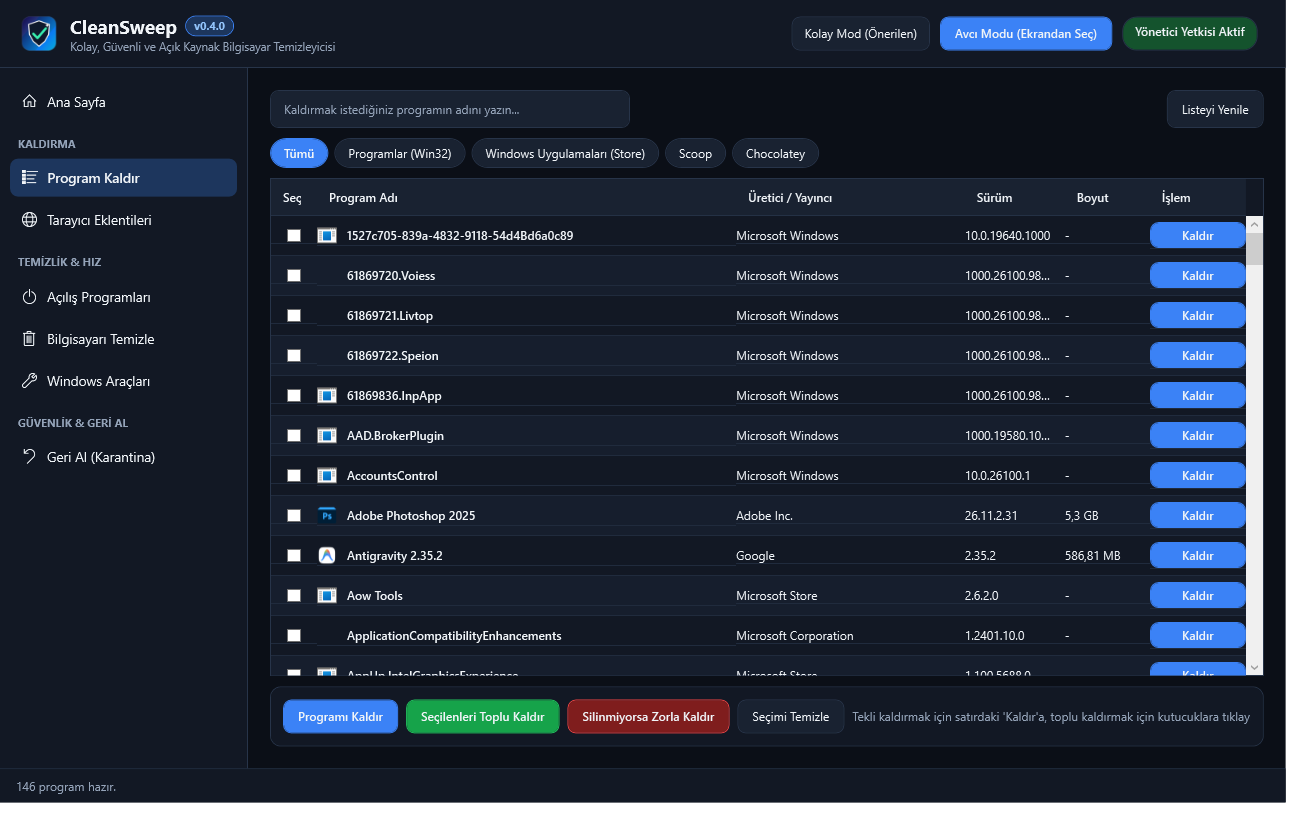 CleanSweep v0.4.0
Kolay, Güvenli ve Açık Kaynak Bilgisayar Temizleyicisi
Kolay Mod (Önerilen)
Avcı Modu (Ekrandan Seç)
Yönetici Yetkisi Aktif
Ana Sayfa
KALDIRMA
Program Kaldır
Tarayıcı Eklentileri
TEMİZLİK & HIZ
Açılış Programları
Bilgisayarı Temizle
Windows Araçları
GÜVENLİK & GERİ AL
Geri Al (Karantina)
Kaldırmak istediğiniz programın adını yazın...
Listeyi Yenile
Tümü Programlar (Win32) Windows Uygulamaları (Store) Scoop Chocolatey
Seç Program Adı Üretici / Yayıncı Sürüm Boyut İşlem
1527c705-839a-4832-9118-54d4Bd6a0c89 Microsoft Windows 10.0.19640.1000 - Kaldır
61869720.Voiess Microsoft Windows 1000.26100.98... - Kaldır
61869721.Livtop Microsoft Windows 1000.26100.98... - Kaldır
61869722.Speion Microsoft Windows 1000.26100.98... - Kaldır
61869836.InpApp Microsoft Windows 1000.26100.98... - Kaldır
AAD.BrokerPlugin Microsoft Windows 1000.19580.10... - Kaldır
AccountsControl Microsoft Windows 10.0.26100.1 - Kaldır
Ps Adobe Photoshop 2025 Adobe Inc. 26.11.2.31 5,3 GB Kaldır
Antigravity 2.35.2 Google 2.35.2 586,81 MB Kaldır
Aow Tools Microsoft Store 2.6.2.0 - Kaldır
ApplicationCompatibilityEnhancements Microsoft Corporation 1.2401.10.0 - Kaldır
AppUp.IntelGraphicsExperience Microsoft Store 1.100.5688.0 - Kaldır
Programı Kaldır Seçilenleri Toplu Kaldır Silinmiyorsa Zorla Kaldır Seçimi Temizle Tekli kaldırmak için satırdaki 'Kaldır'a, toplu kaldırmak için kutucuklara tıklay
146 program hazır.